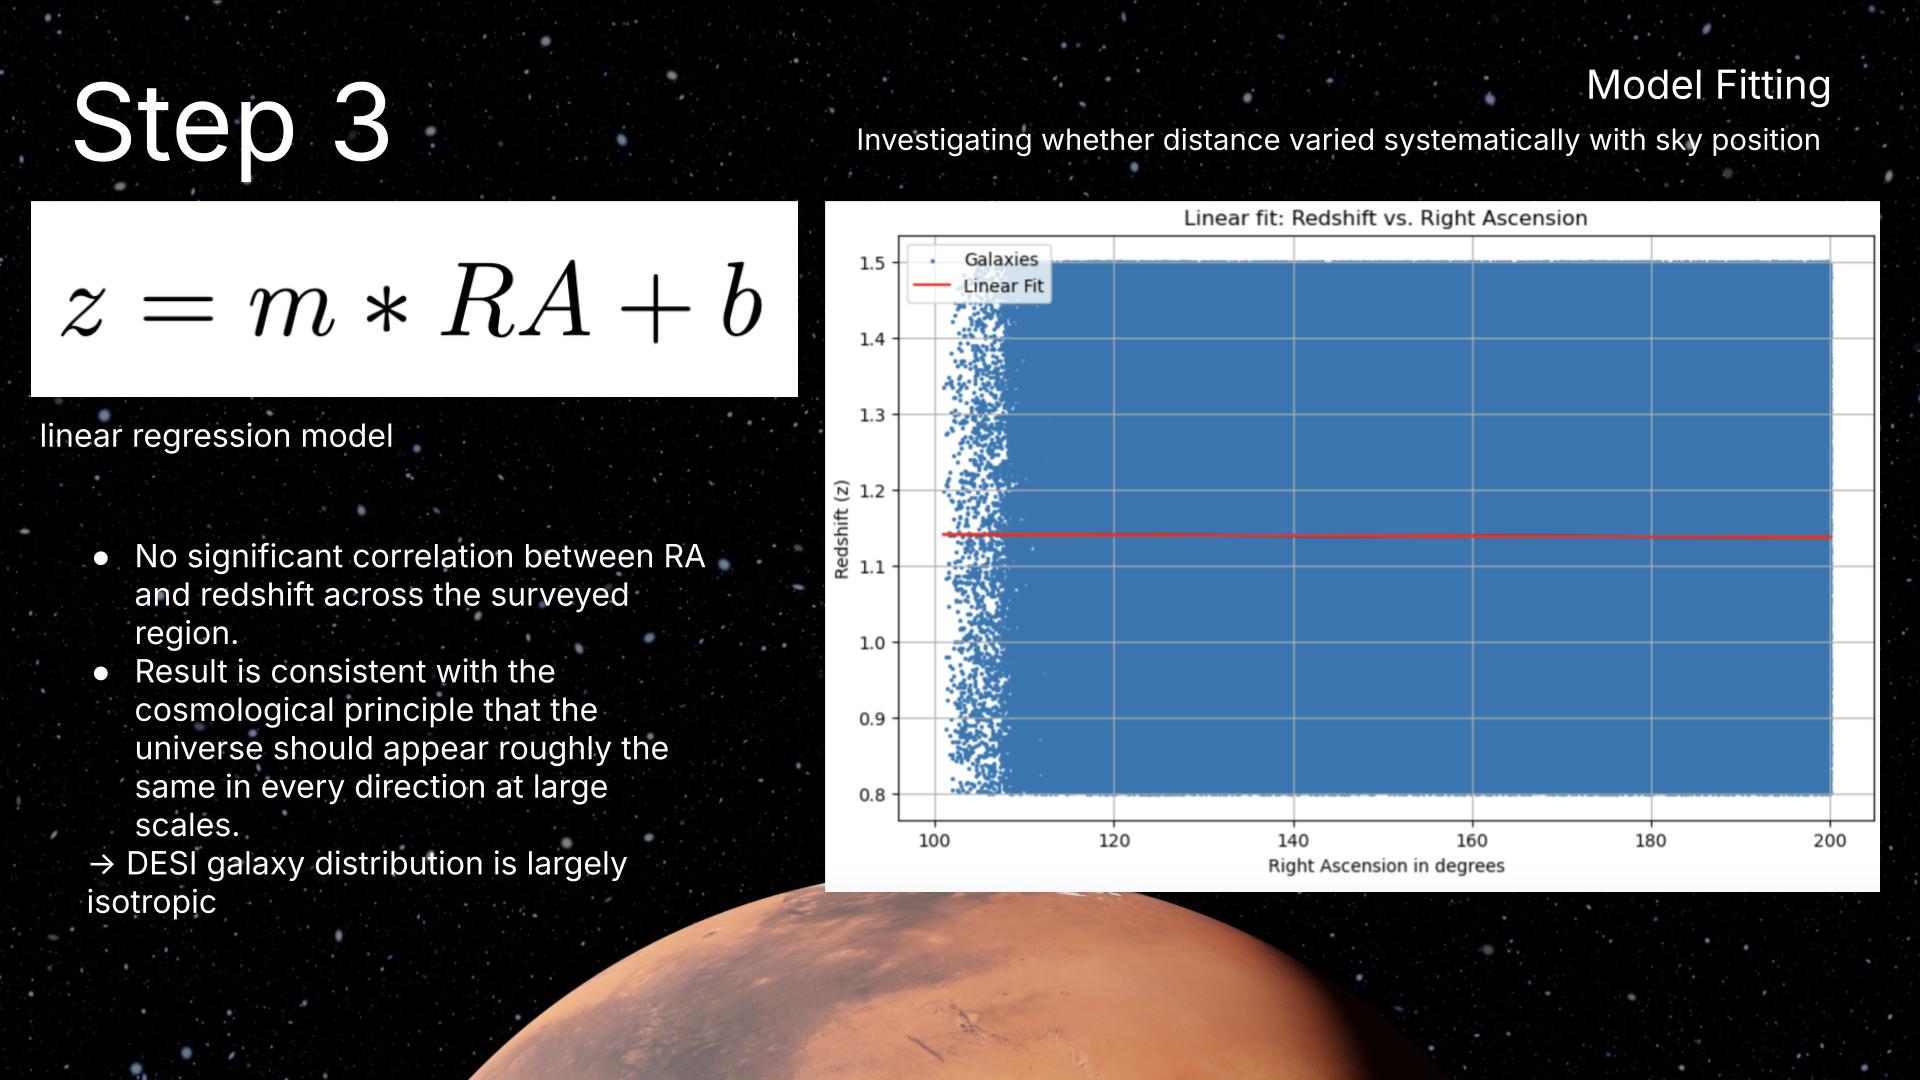 Step 3
Model Fitting
Investigating whether distance varied systematically with sky position
z = m * RA + b
linear regression model
● No significant correlation between RA
and redshift across the surveyed
region.
● Result is consistent with the
cosmological principle that the
universe should appear roughly the
same in every direction at large
scales.
→ DESI galaxy distribution is largely
isotropic
Linear fit: Redshift vs. Right Ascension
Galaxies
Linear Fit
Redshift (z)
1.5
1.4
1.3
1.2
1.1
1.0
0.9
0.8
100 120 140 160 180 200
Right Ascension in degrees